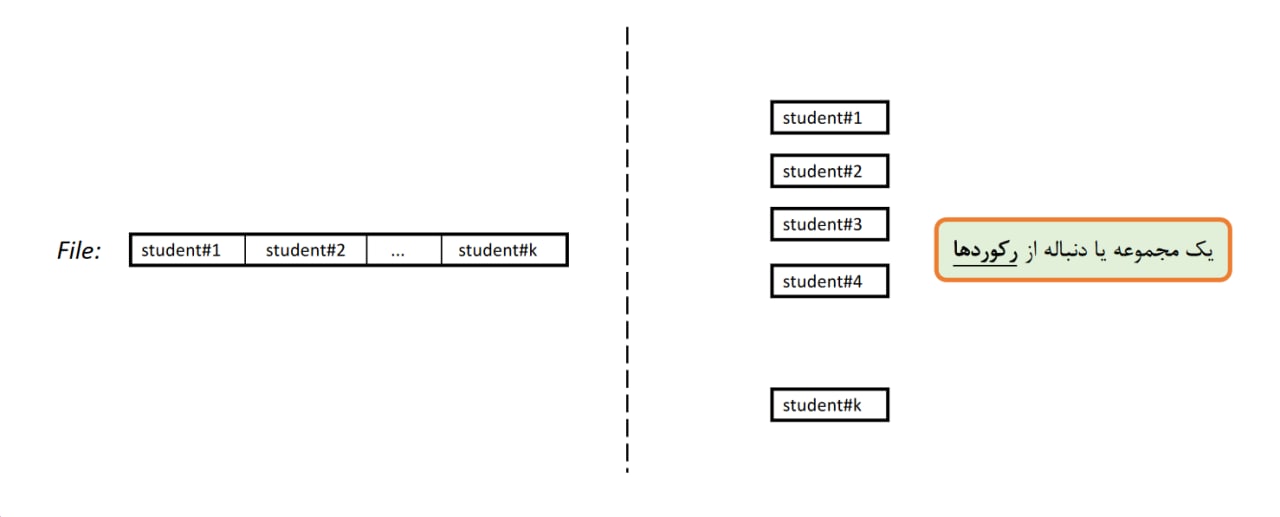 File:
student#1 student#2 ... student#k
student#1
student#2
student#3
student#4
student#k
یک مجموعه یا دنباله از رکوردها